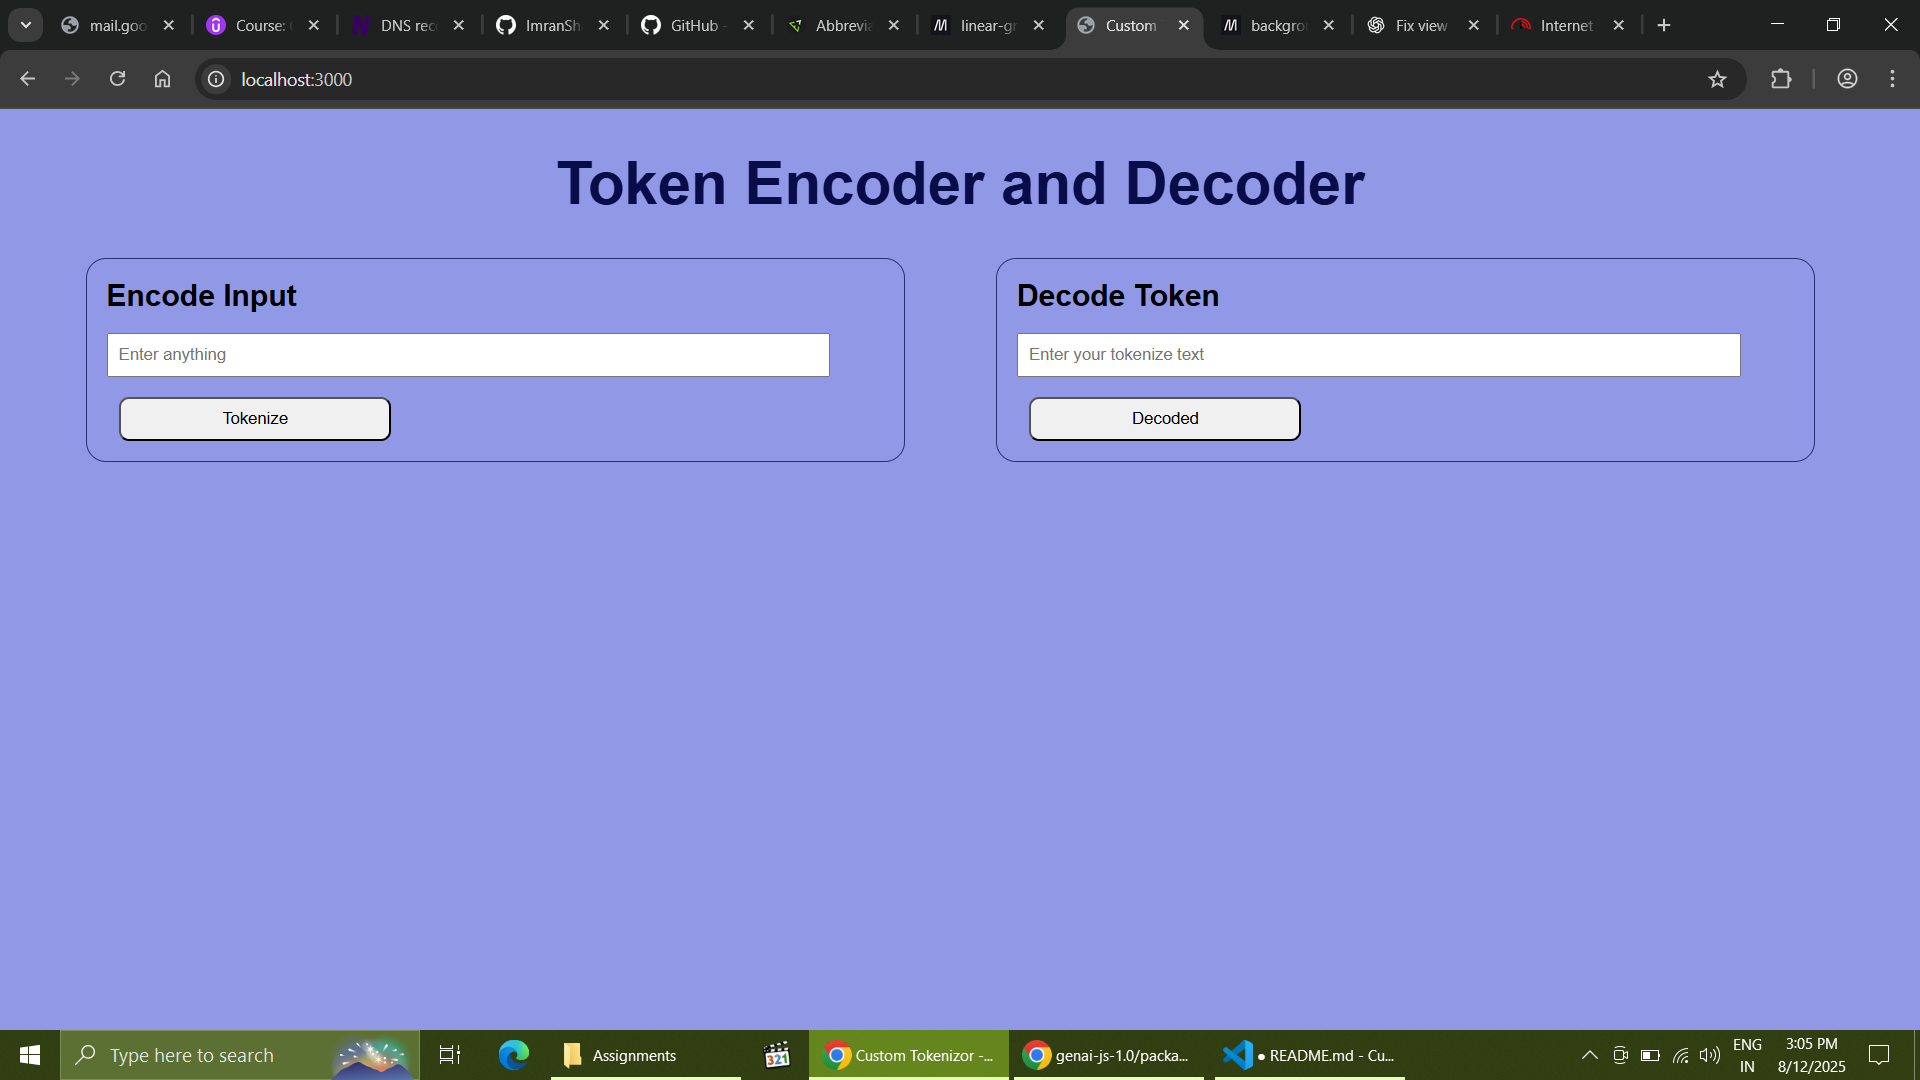 mail.goo
Course:
DNS rec
ImranSh
GitHub -
Abbrevia
linear-gr
Custom
backgro
Fix view
Internet
localhost:3000
Token Encoder and Decoder
Encode Input
Enter anything
Tokenize
Decode Token
Enter your tokenize text
Decoded
Type here to search
Assignments
321
Custom Tokenizor -...
genai-js-1.0/packa...
● README.md - Cu...
ENG
IN
3:05 PM
8/12/2025